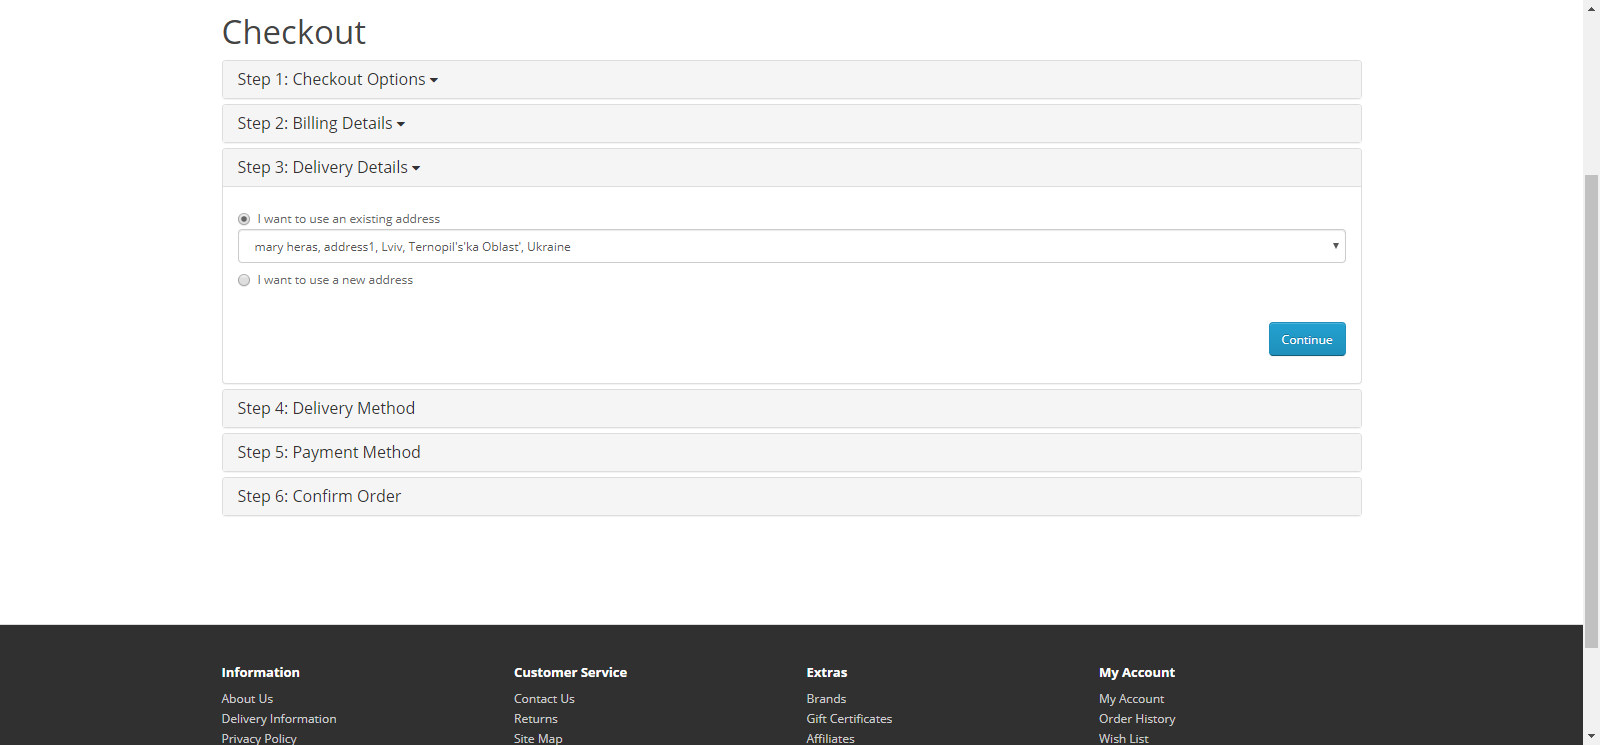 Checkout
Step 1: Checkout Options
Step 2: Billing Details
Step 3: Delivery Details
I want to use an existing address
mary heras, address1, Lviv, Ternopil's'ka Oblast', Ukraine
I want to use a new address
Continue
Step 4: Delivery Method
Step 5: Payment Method
Step 6: Confirm Order
Information
About Us
Delivery Information
Privacy Policy
Customer Service
Contact Us
Returns
Site Map
Extras
Brands
Gift Certificates
Affiliates
My Account
My Account
Order History
Wish List